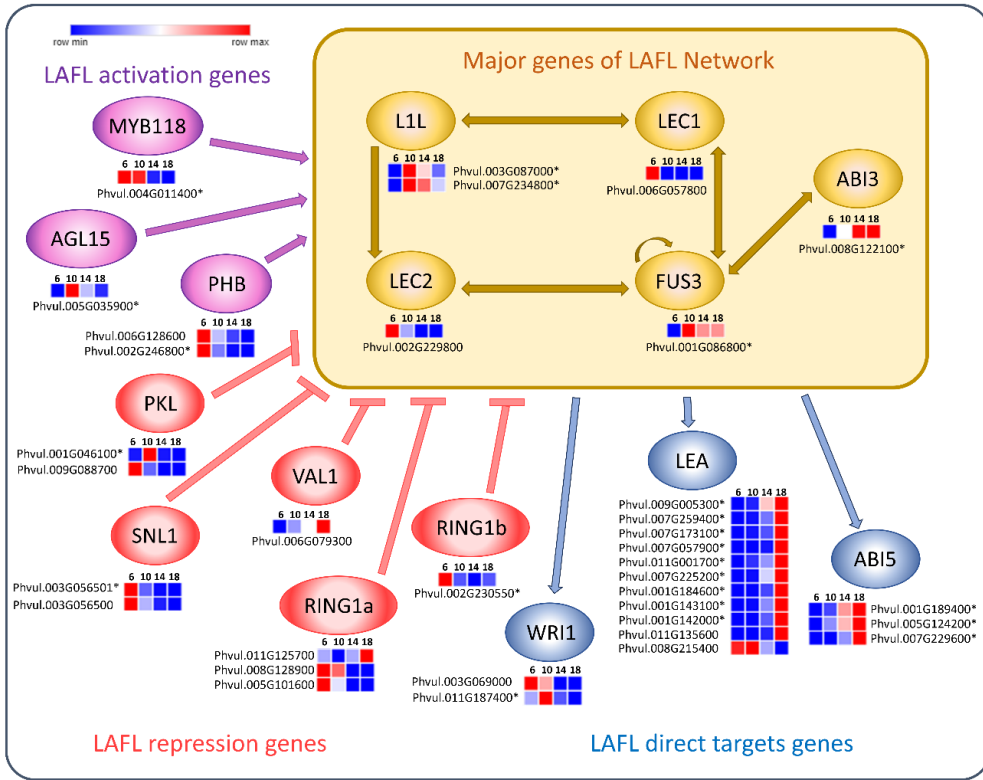 row min row max
LAFL activation genes
Major genes of LAFL Network
MYB118
6 10 14 18
Phvul.004G011400*
AGL15
6 10 14 18
Phvul.005G035900*
PHB
6 10 14 18
Phvul.006G128600
Phvul.002G246800*
L1L
6 10 14 18
Phvul.003G087000*
Phvul.007G234800*
LEC1
6 10 14 18
Phvul.006G057800
ABI3
6 10 14 18
Phvul.008G122100*
LEC2
6 10 14 18
Phvul.002G229800
FUS3
6 10 14 18
Phvul.001G086800*
PKL
6 10 14 18
Phvul.001G046100*
Phvul.009G088700
SNL1
6 10 14 18
Phvul.003G056501*
Phvul.003G056500
VAL1
6 10 14 18
Phvul.006G079300
RING1a
6 10 14 18
Phvul.011G125700
Phvul.008G128900
Phvul.005G101600
RING1b
6 10 14 18
Phvul.002G230550*
WRI1
6 10 14 18
Phvul.003G069000
Phvul.011G187400*
LEA
6 10 14 18
Phvul.009G005300*
Phvul.007G259400*
Phvul.007G173100*
Phvul.007G057900*
Phvul.011G001700*
Phvul.007G225200*
Phvul.001G184600*
Phvul.001G143100*
Phvul.001G142000*
Phvul.011G135600
Phvul.008G215400
ABI5
6 10 14 18
Phvul.001G189400*
Phvul.005G124200*
Phvul.007G229600*
LAFL repression genes
LAFL direct targets genes